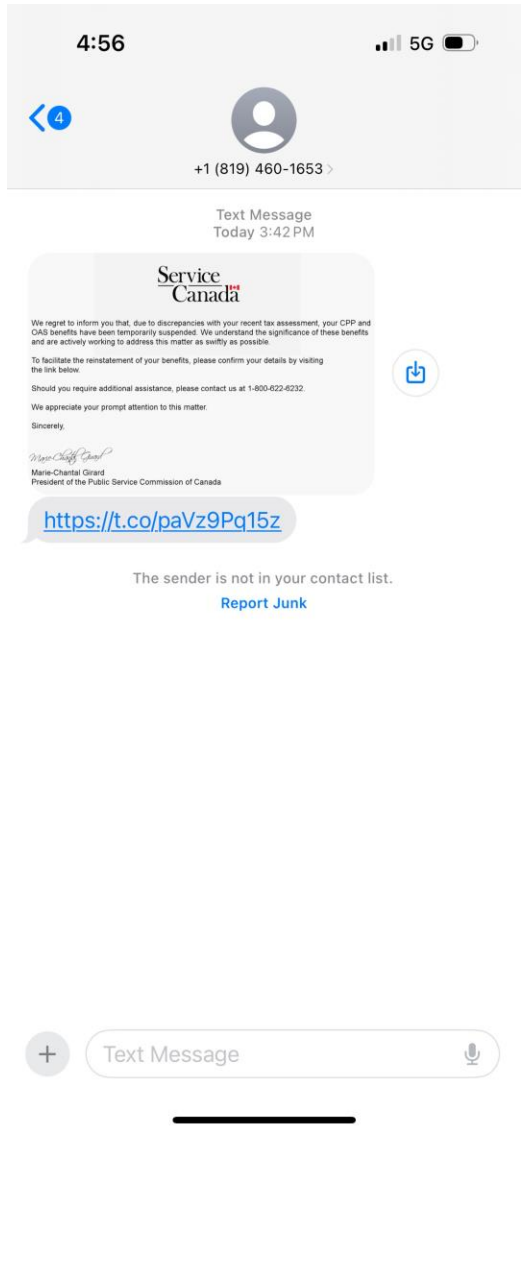 4:56
5G
4
+1 (819) 460-1653
Text Message
Today 3:42 PM
Service
Canada
We regret to inform you that, due to discrepancies with your recent tax assessment, your CPP and
OAS benefits have been temporarily suspended. We understand the significance of these benefits
and are actively working to address this matter as swiftly as possible.
To facilitate the reinstatement of your benefits, please confirm your details by visiting
the link below.
Should you require additional assistance, please contact us at 1-800-622-6232.
We appreciate your prompt attention to this matter.
Sincerely,
Marie-Chantal Girard
Marie-Chantal Girard
President of the Public Service Commission of Canada
https://t.co/paVz9Pq15z
The sender is not in your contact list.
Report Junk
Text Message